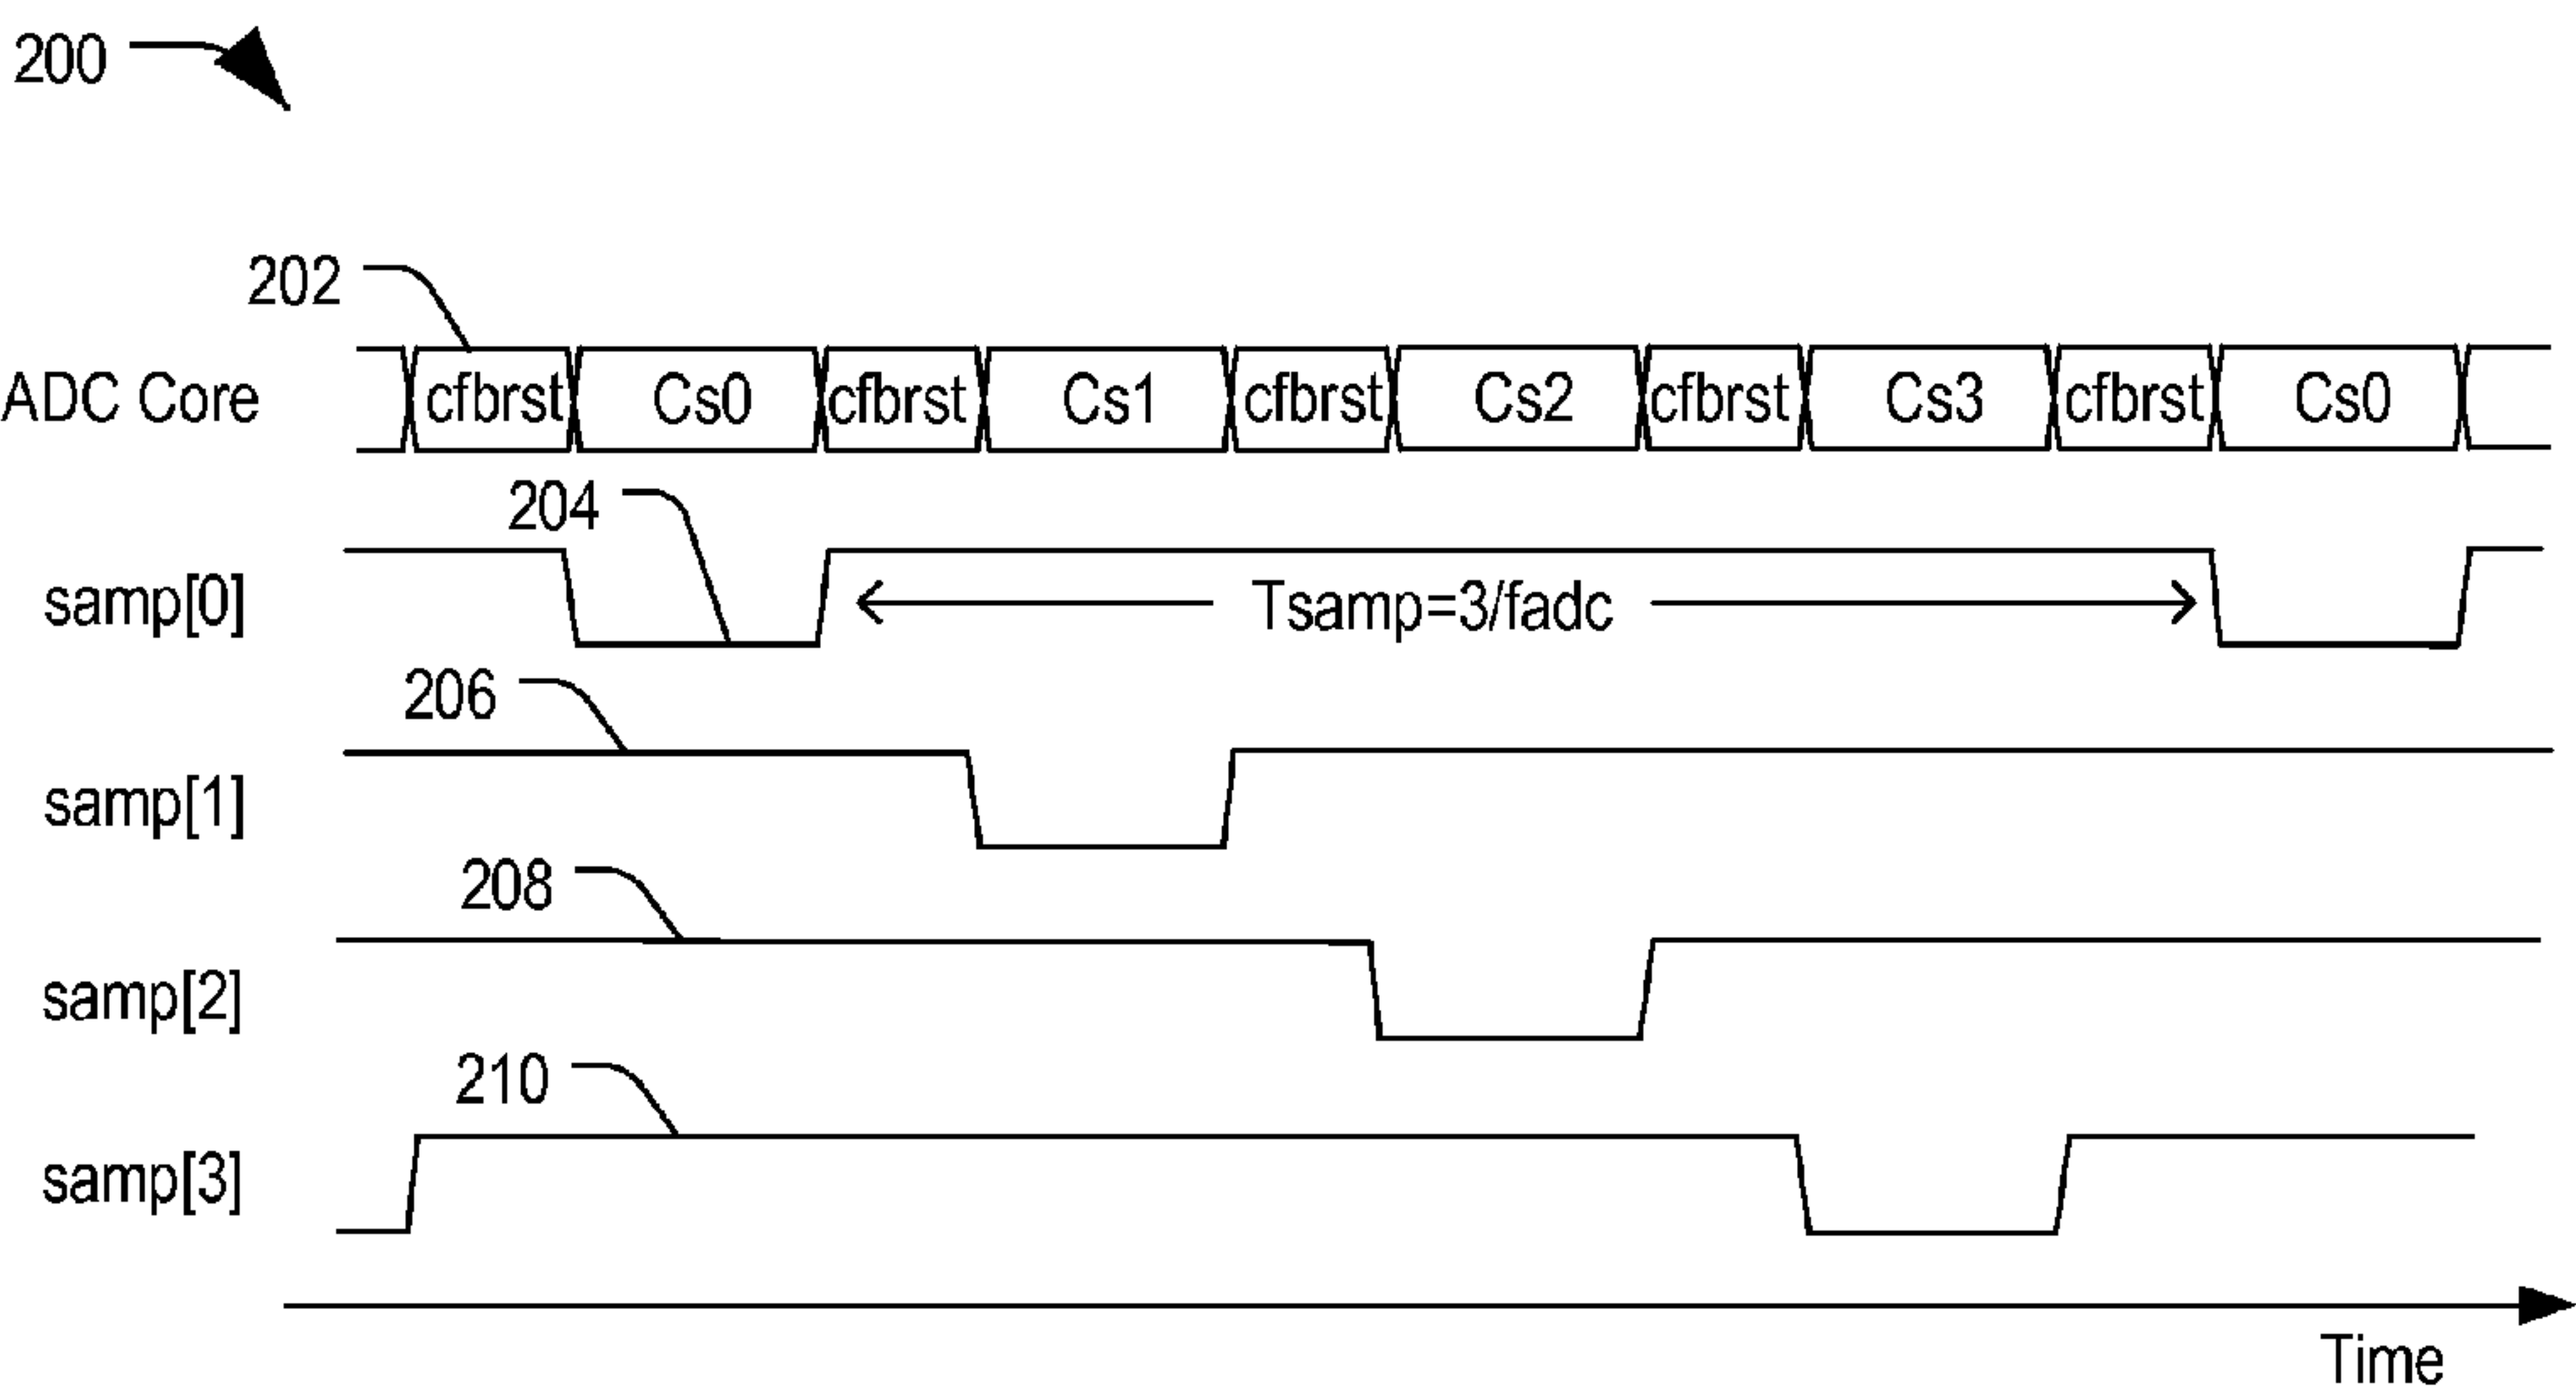 200
202
ADC Core cfbrst Cs0 cfbrst Cs1 cfbrst Cs2 cfbrst Cs3 cfbrst Cs0
204
samp[0] Tsamp=3/fadc
206
samp[1]
208
samp[2]
210
samp[3]
Time